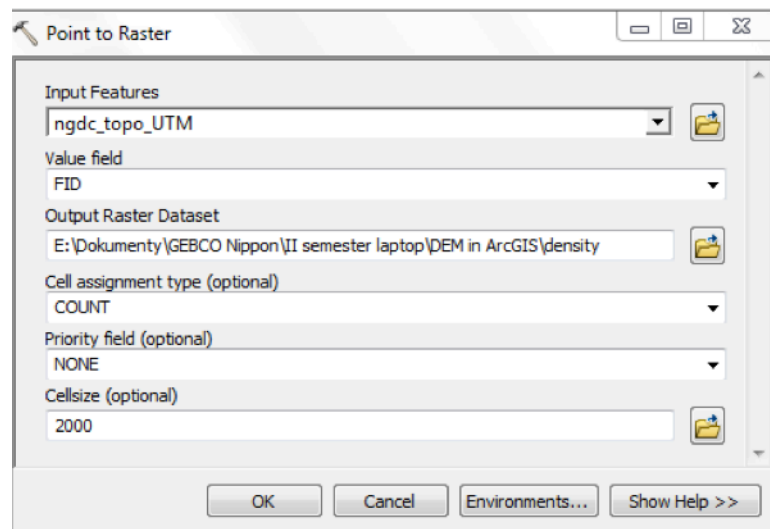 Point to Raster
Input Features
ngdc_topo_UTM
Value field
FID
Output Raster Dataset
E:\Dokumenty\GEBCO Nippon\II semester laptop\DEM in ArcGIS\density
Cell assignment type (optional)
COUNT
Priority field (optional)
NONE
Cellsize (optional)
2000
OK Cancel Environments... Show Help >>